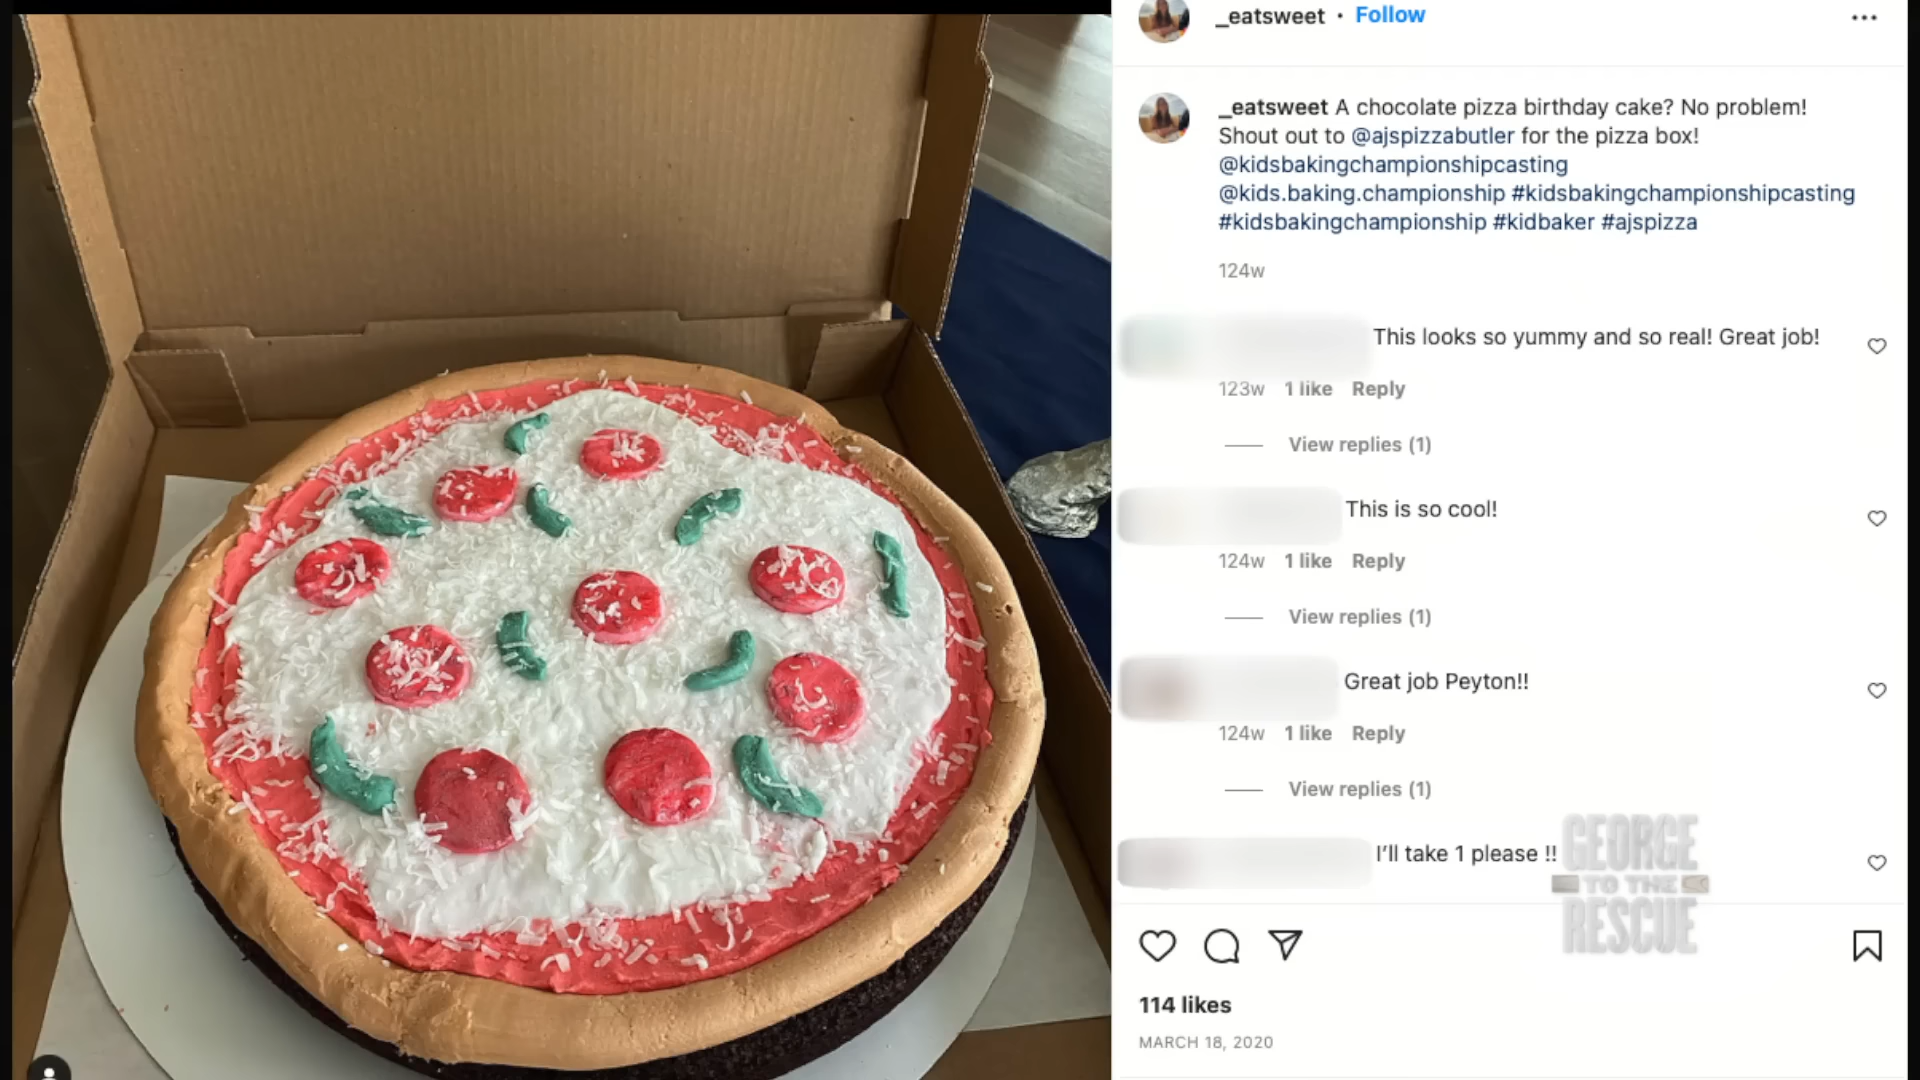 _eatsweet • Follow
_eatsweet A chocolate pizza birthday cake? No problem!
Shout out to @ajspizzabutler for the pizza box!
@kidsbakingchampionshipcasting
@kids.baking.championship #kidsbakingchampionshipcasting
#kidsbakingchampionship #kidbaker #ajspizza
124w
This looks so yummy and so real! Great job!
123w 1 like Reply
View replies (1)
This is so cool!
124w 1 like Reply
View replies (1)
Great job Peyton!!
124w 1 like Reply
View replies (1)
I'll take 1 please !!
GEORGE
TO THE
RESCUE
114 likes
MARCH 18, 2020